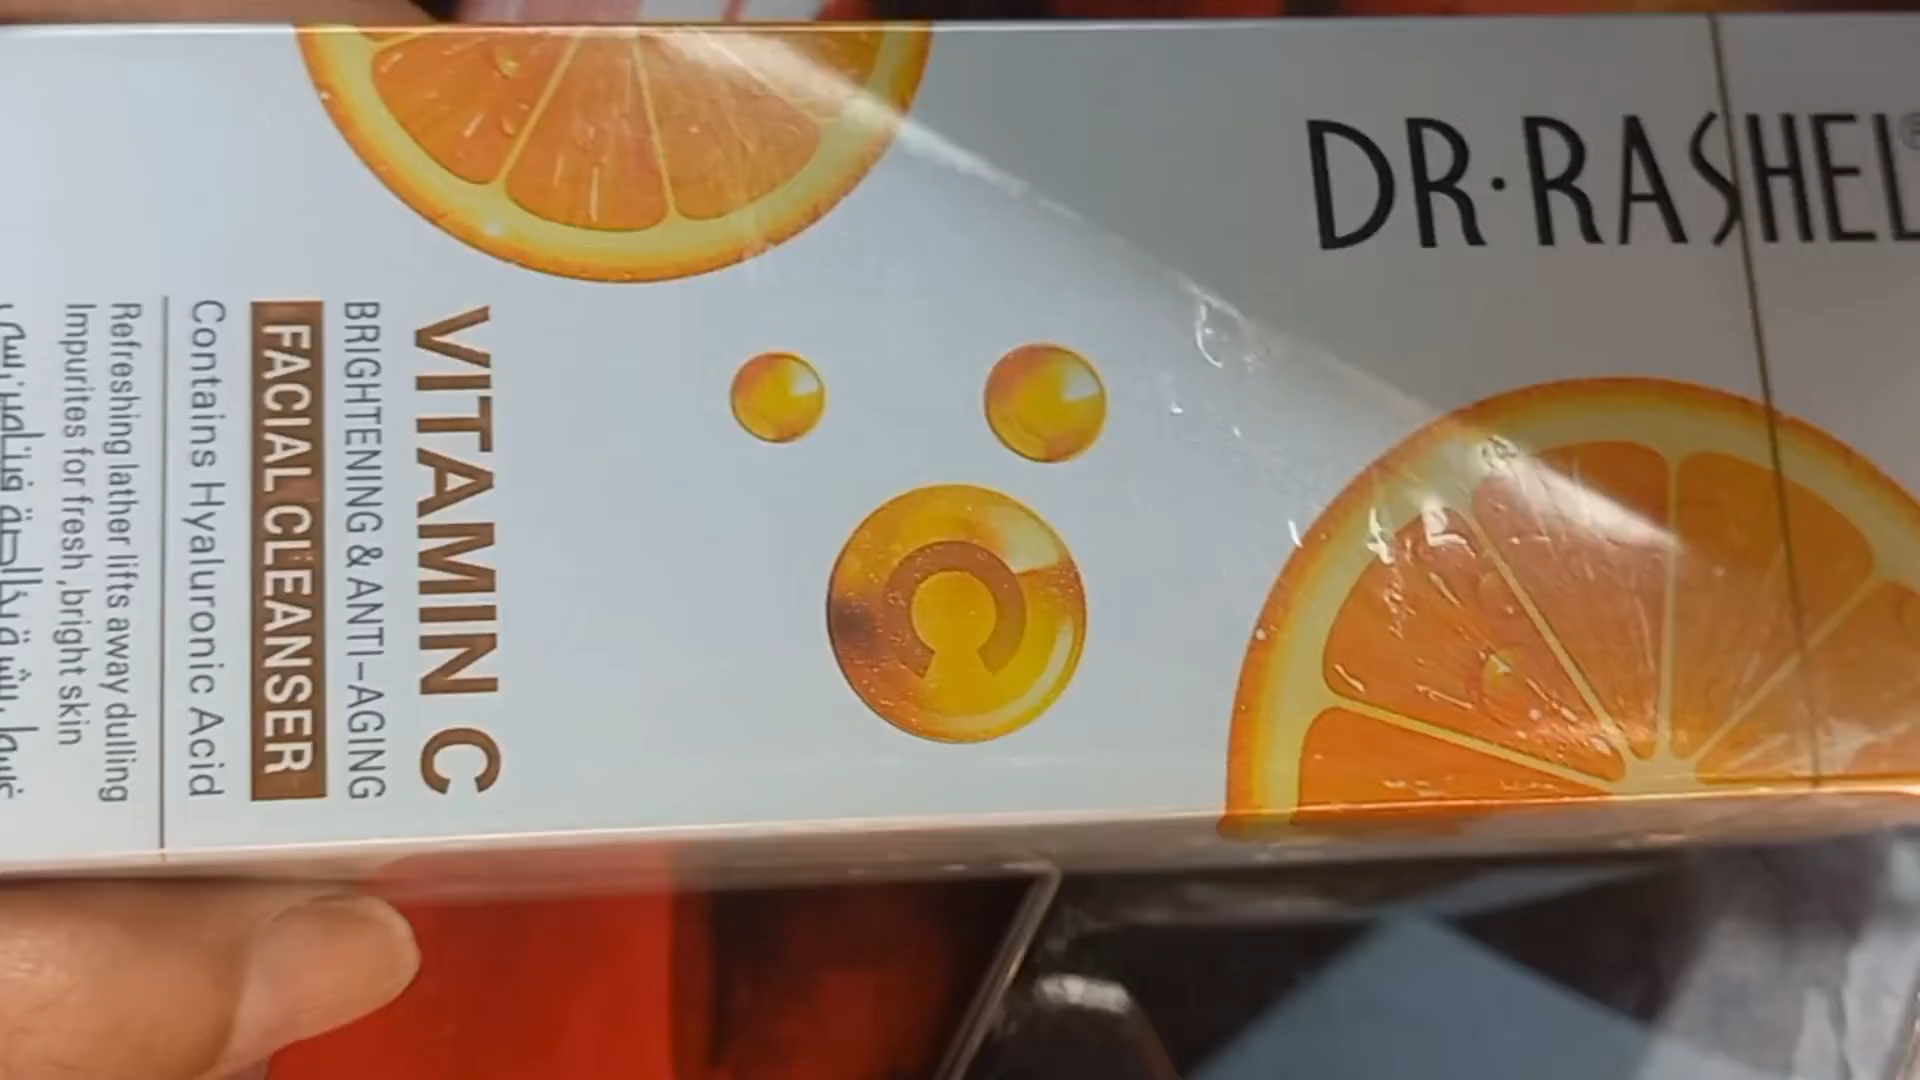 DR·RASHEL®
VITAMIN C
BRIGHTENING & ANTI-AGING
FACIAL CLEANSER
Contains Hyaluronic Acid
Refreshing lather lifts away dulling
Impurites for fresh ,bright skin